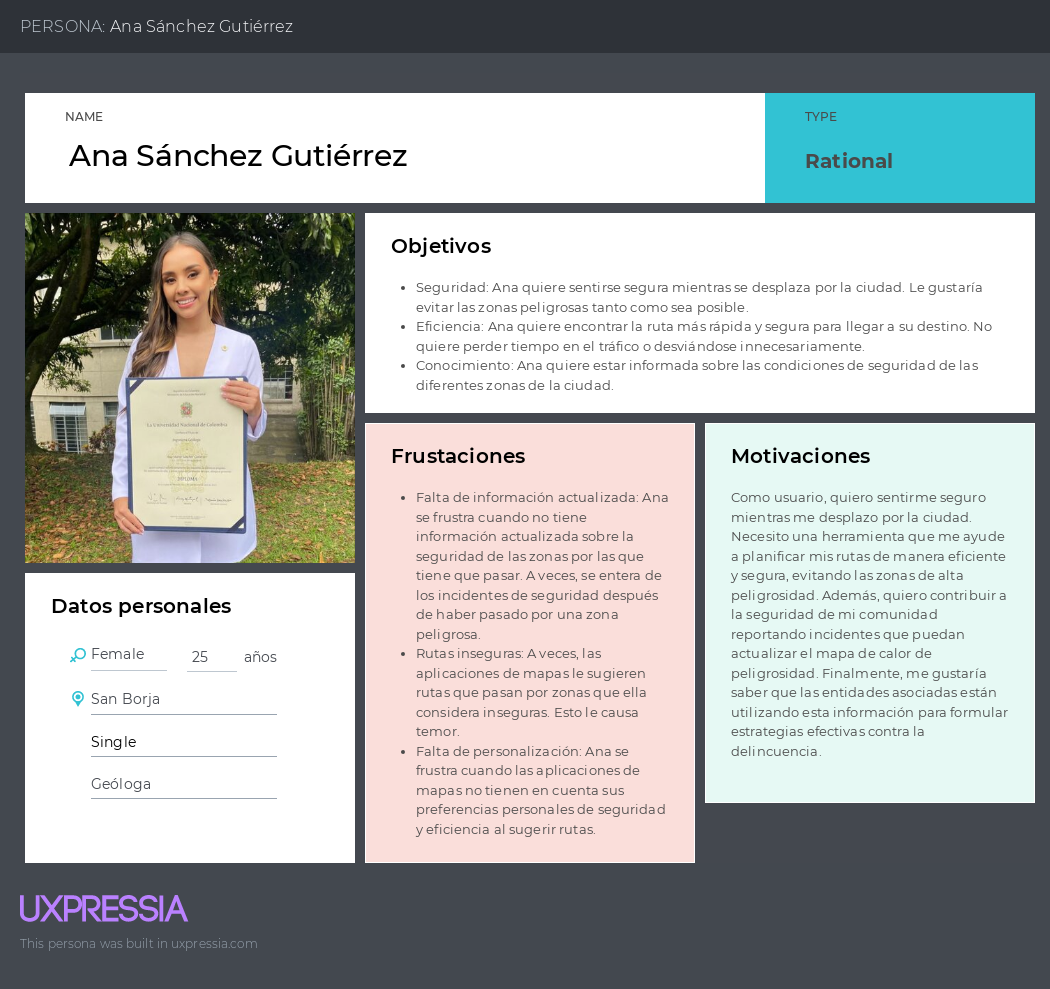 PERSONA: Ana Sánchez Gutiérrez
NAME
Ana Sánchez Gutiérrez
TYPE
Rational
La Universidad Nacional de Colombia
Objetivos
• Seguridad: Ana quiere sentirse segura mientras se desplaza por la ciudad. Le gustaría
evitar las zonas peligrosas tanto como sea posible.
• Eficiencia: Ana quiere encontrar la ruta más rápida y segura para llegar a su destino. No
quiere perder tiempo en el tráfico o desviándose innecesariamente.
• Conocimiento: Ana quiere estar informada sobre las condiciones de seguridad de las
diferentes zonas de la ciudad.
Frustaciones
• Falta de información actualizada: Ana
se frustra cuando no tiene
información actualizada sobre la
seguridad de las zonas por las que
tiene que pasar. A veces, se entera de
los incidentes de seguridad después
de haber pasado por una zona
peligrosa.
• Rutas inseguras: A veces, las
aplicaciones de mapas le sugieren
rutas que pasan por zonas que ella
considera inseguras. Esto le causa
temor.
• Falta de personalización: Ana se
frustra cuando las aplicaciones de
mapas no tienen en cuenta sus
preferencias personales de seguridad
y eficiencia al sugerir rutas.
Motivaciones
Como usuario, quiero sentirme seguro
mientras me desplazo por la ciudad.
Necesito una herramienta que me ayude
a planificar mis rutas de manera eficiente
y segura, evitando las zonas de alta
peligrosidad. Además, quiero contribuir a
la seguridad de mi comunidad
reportando incidentes que puedan
actualizar el mapa de calor de
peligrosidad. Finalmente, me gustaría
saber que las entidades asociadas están
utilizando esta información para formular
estrategias efectivas contra la
delincuencia.
Datos personales
Female 25 años
San Borja
Single
Geóloga
UXPRESSIA
This persona was built in uxpressia.com